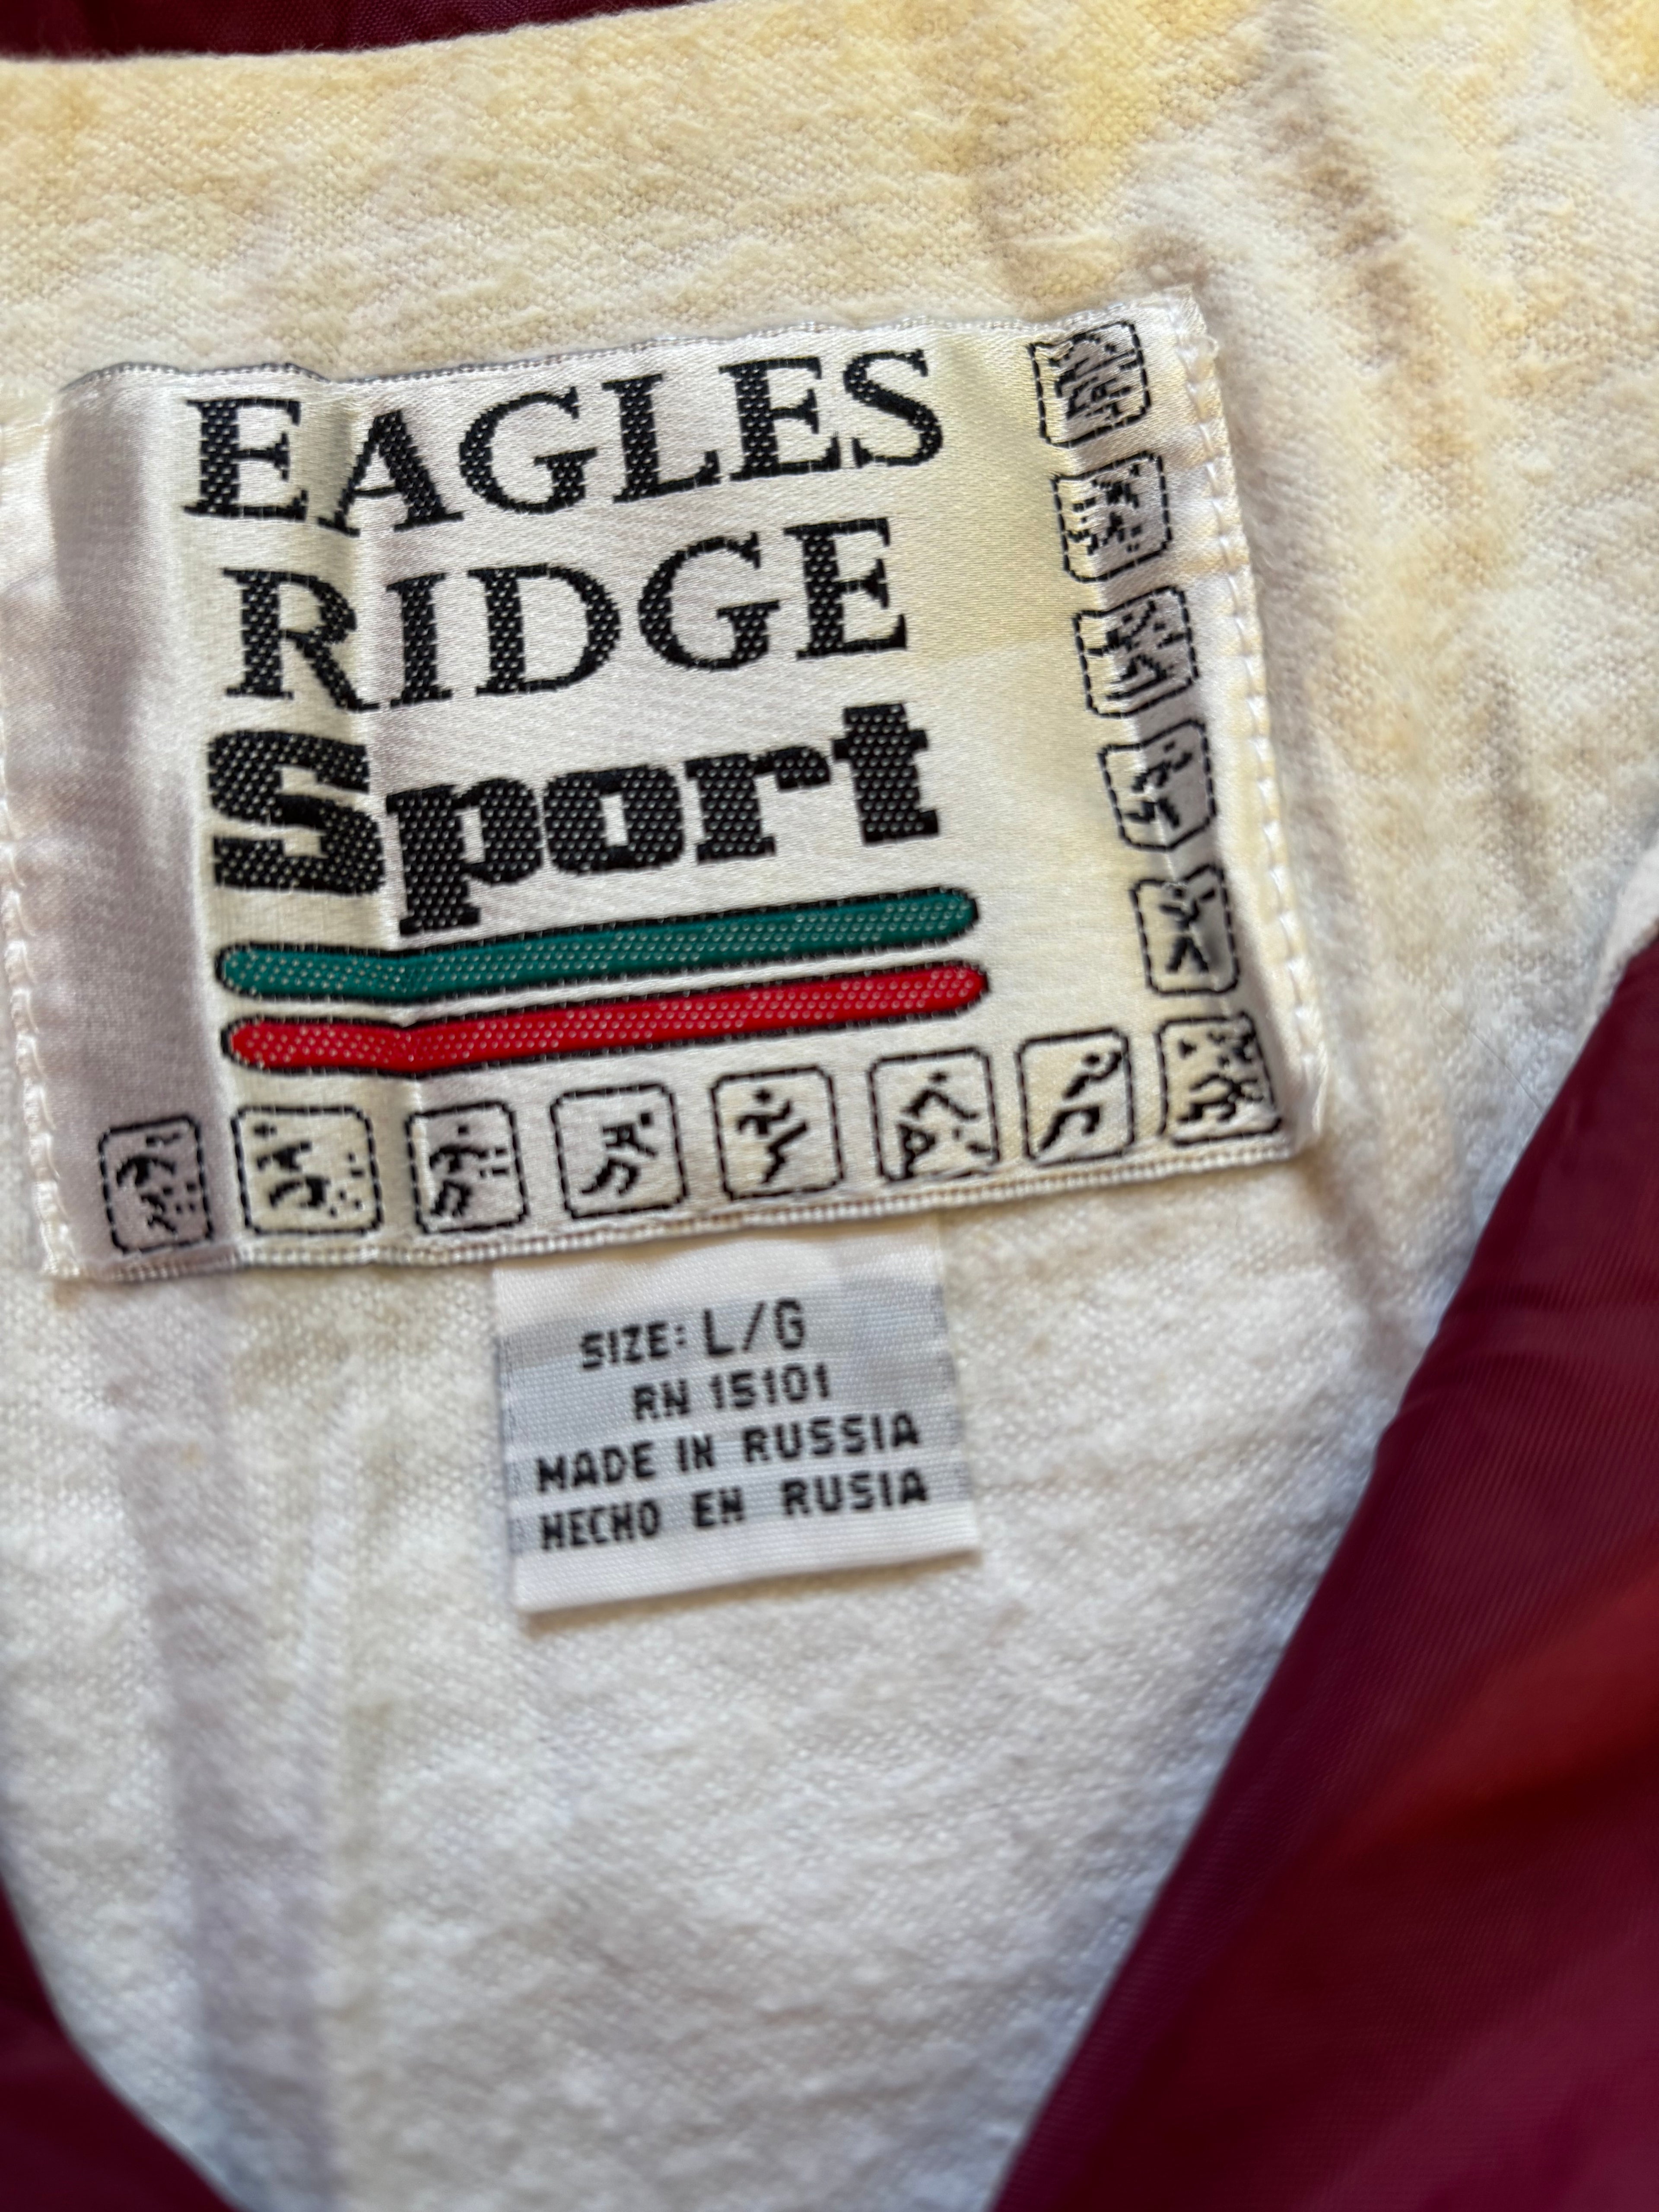 EAGLES
RIDGE
Sport
SIZE: L/G
RN 15101
MADE IN RUSSIA
HECHO EN RUSIA